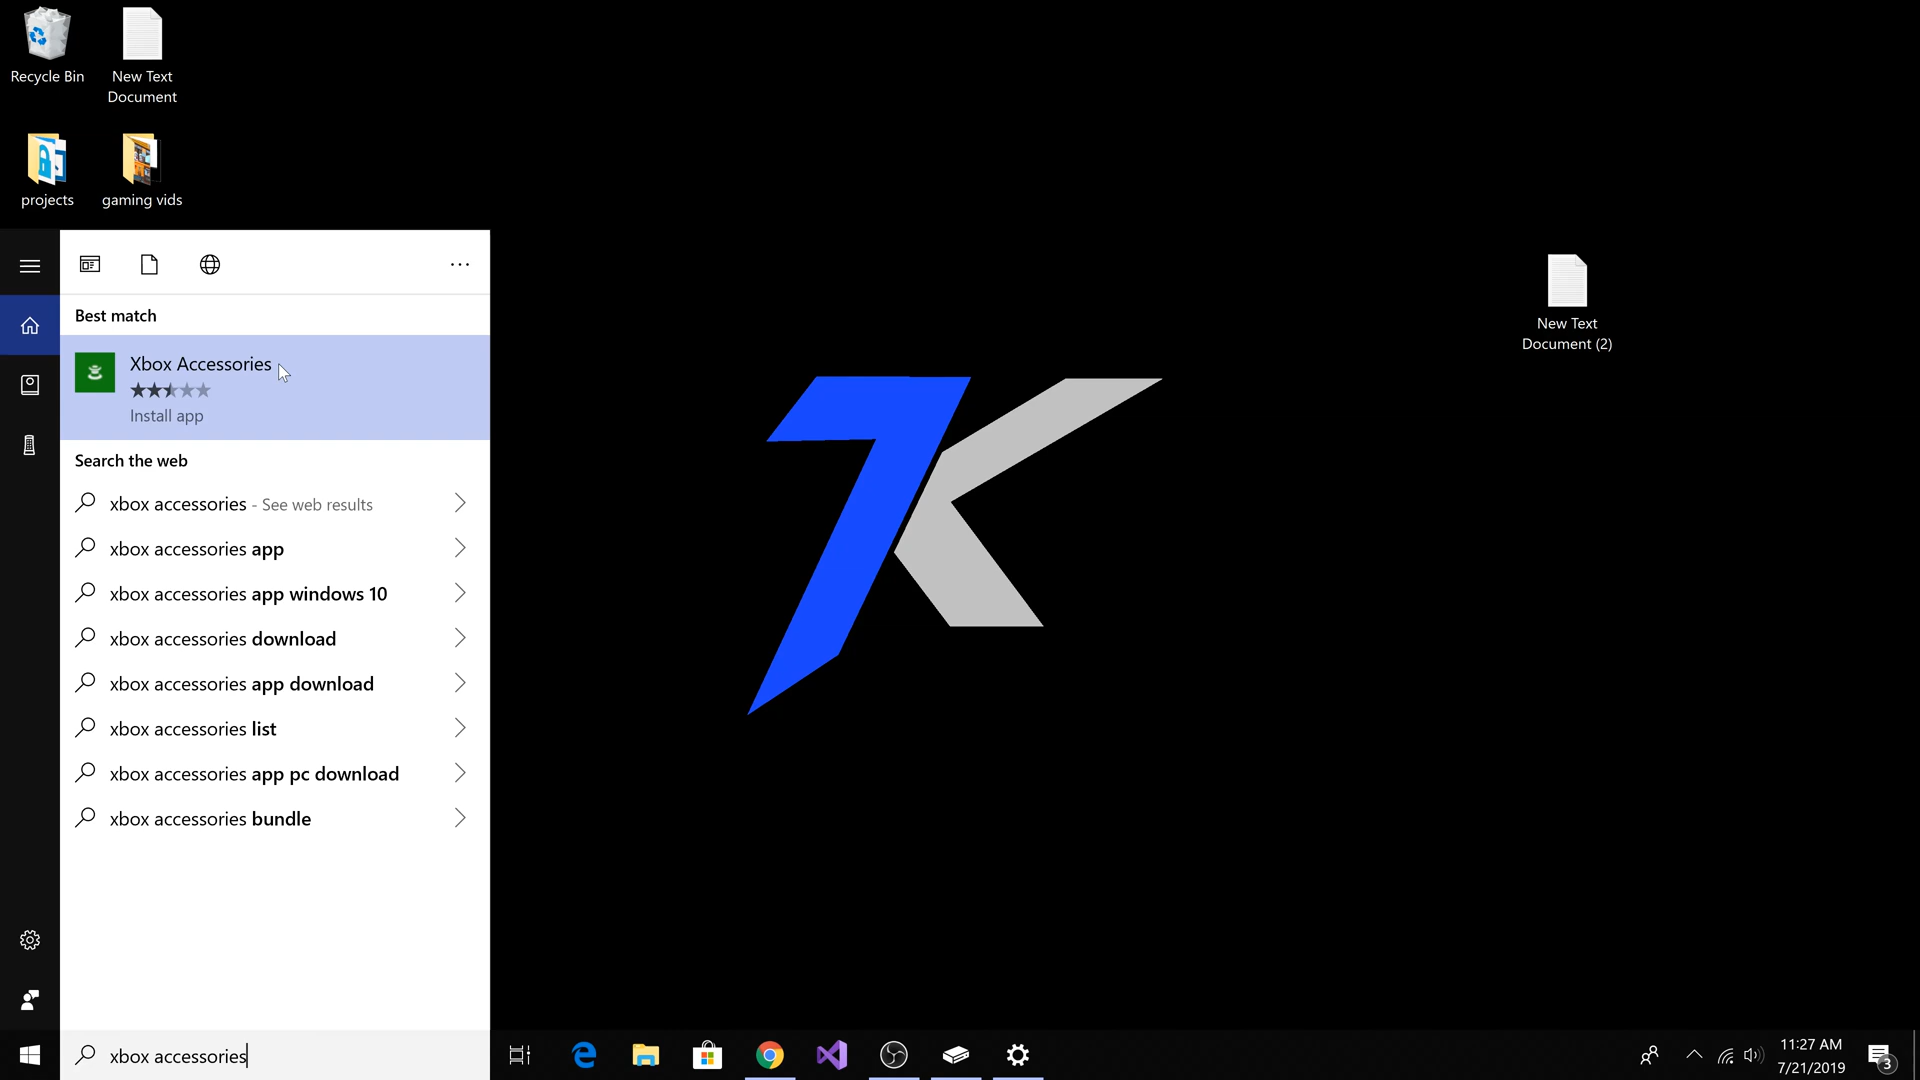 Recycle Bin
New Text
Document
projects
gaming vids
New Text
Document (2)
Best match
Xbox Accessories
Install app
Search the web
xbox accessories - See web results
xbox accessories app
xbox accessories app windows 10
xbox accessories download
xbox accessories app download
xbox accessories list
xbox accessories app pc download
xbox accessories bundle
xbox accessories
11:27 AM
7/21/2019
3
7K